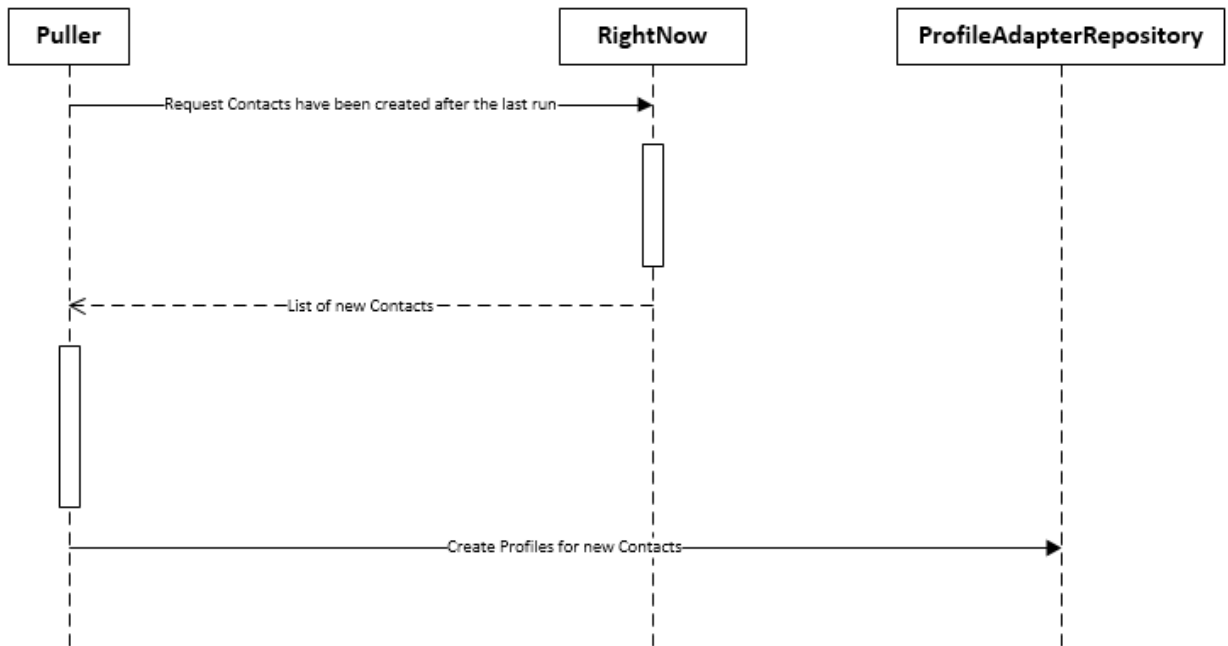 Puller
RightNow
ProfileAdapterRepository
Request Contacts have been created after the last run
List of new Contacts
Create Profiles for new Contacts